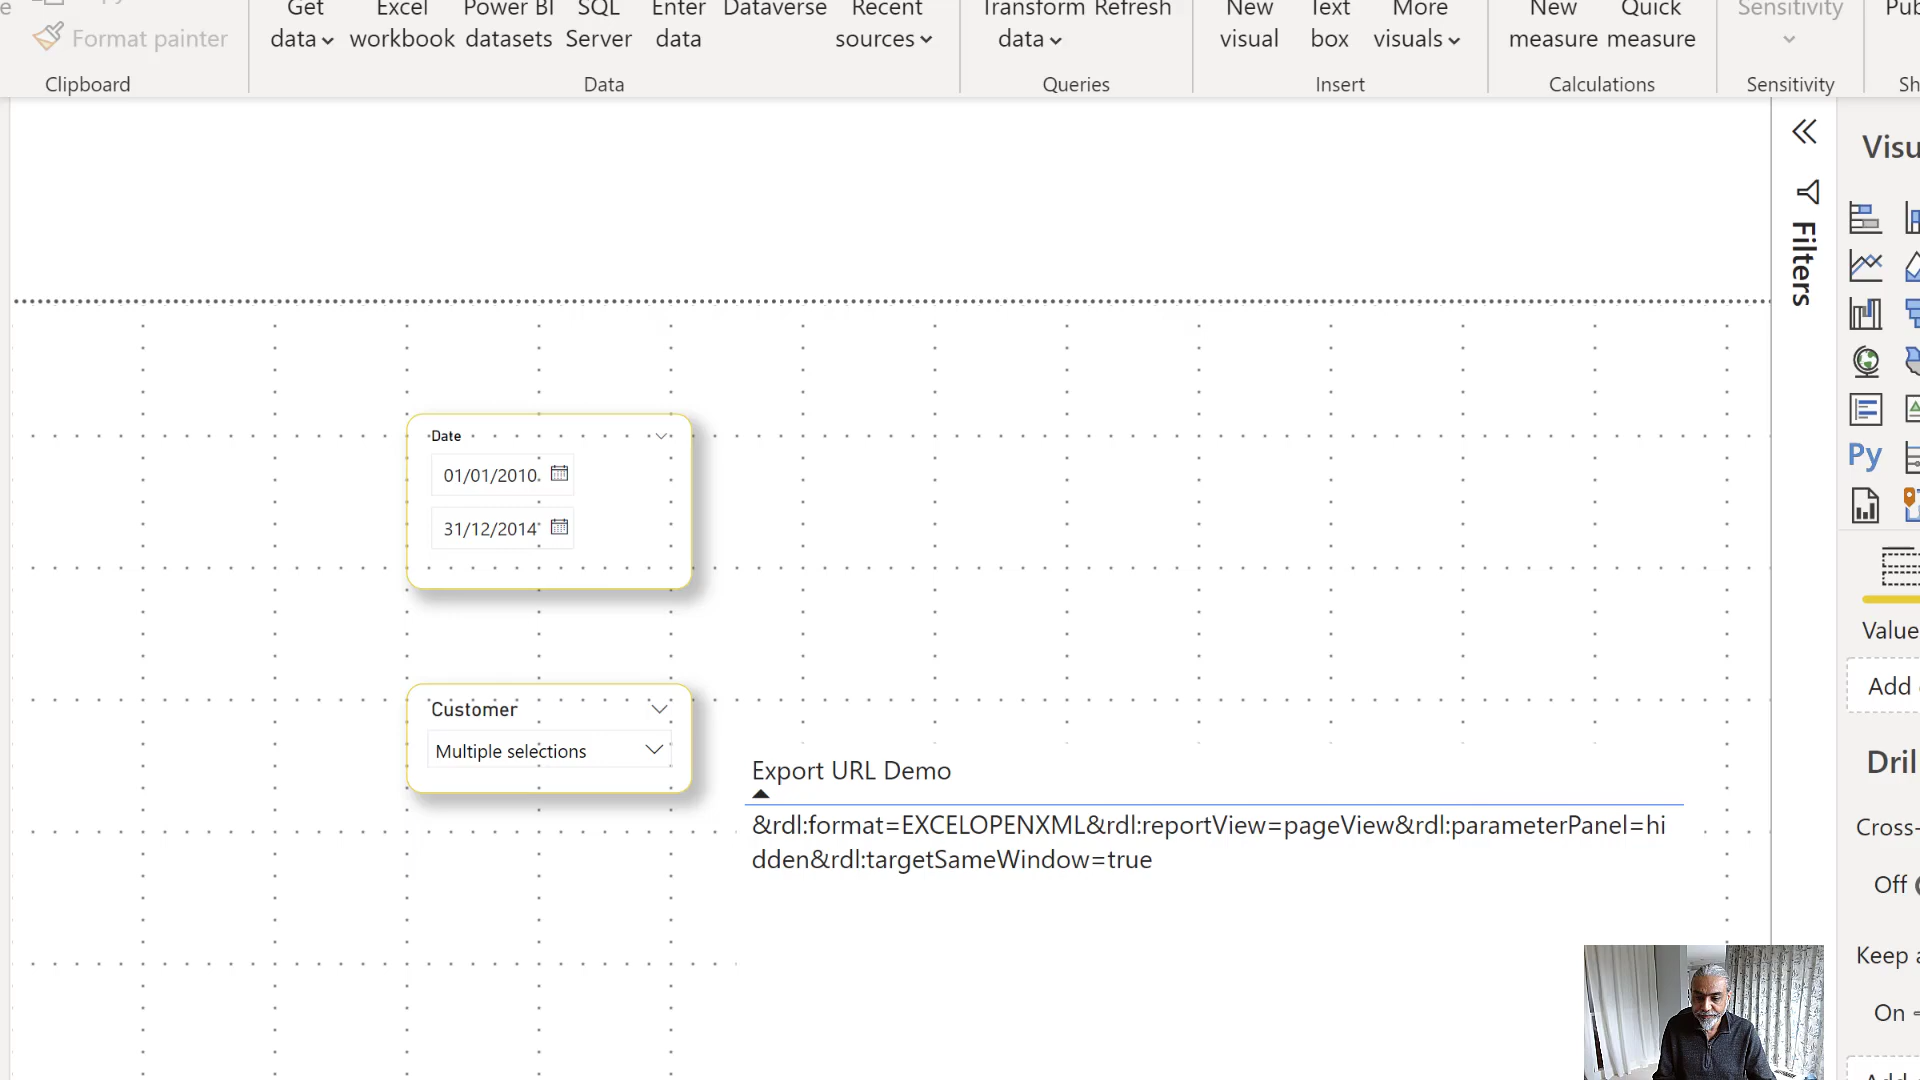 Get Excel Power BI SQL Enter Dataverse Recent Transform Refresh New Text More New Quick Sensitivity
Format painter data workbook datasets Server data sources data visual box visuals measure measure
Clipboard Data Queries Insert Calculations Sensitivity
Filters
Date
01/01/2010
31/12/2014
Customer
Multiple selections
Export URL Demo
&rdl:format=EXCELOPENXML&rdl:reportView=pageView&rdl:parameterPanel=hi
dden&rdl:targetSameWindow=true
Visu
Py
Value
Add
Dril
Cross-
Off
Keep a
On